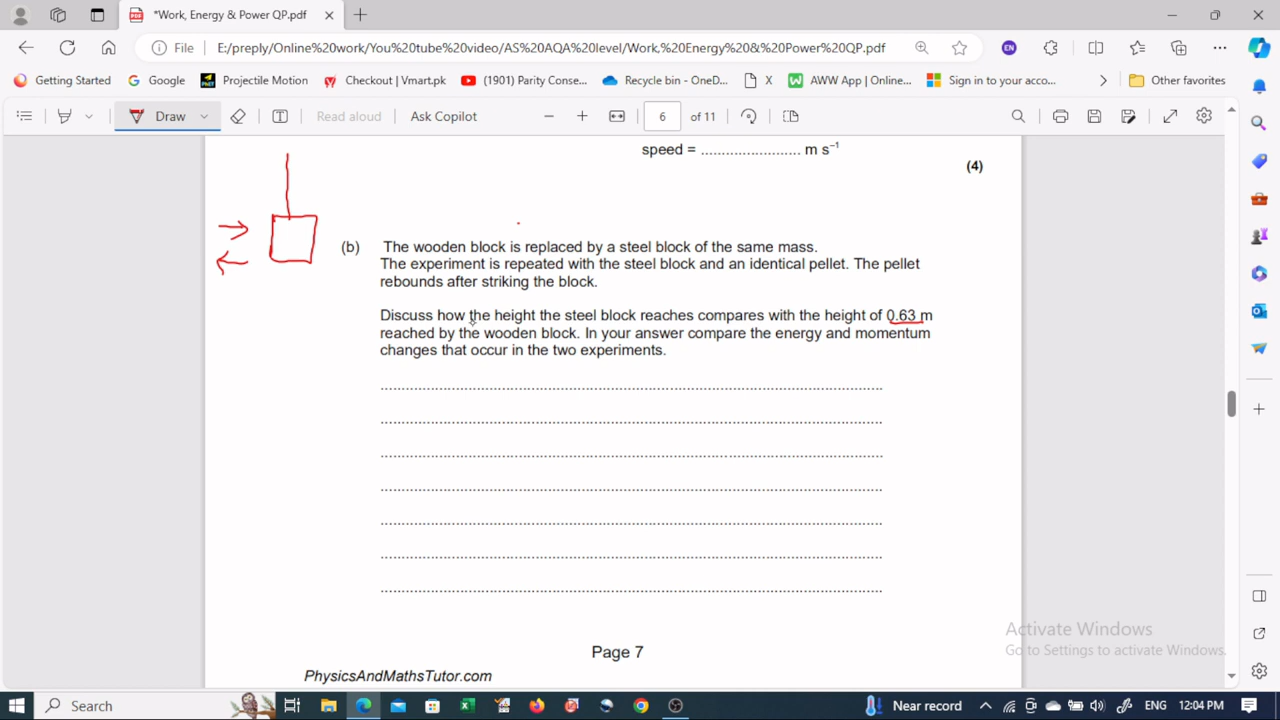 *Work, Energy & Power QP.pdf
File E:/preply/Online%20work/You%20tube%20video/AS%20AQA%20level/Work,%20Energy%20&%20Power%20QP.pdf EN
Getting Started Google Projectile Motion Checkout | Vmart.pk (1901) Parity Conse... Recycle bin - OneD... X AWW App | Online... Sign in to your acco... Other favorites
Draw Read aloud Ask Copilot 6 of 11
speed = ........................ m s⁻¹
(4)
(b) The wooden block is replaced by a steel block of the same mass.
The experiment is repeated with the steel block and an identical pellet. The pellet
rebounds after striking the block.
Discuss how the height the steel block reaches compares with the height of 0.63 m
reached by the wooden block. In your answer compare the energy and momentum
changes that occur in the two experiments.
Activate Windows
Go to Settings to activate Windows.
Page 7
PhysicsAndMathsTutor.com
Search Near record ENG 12:04 PM